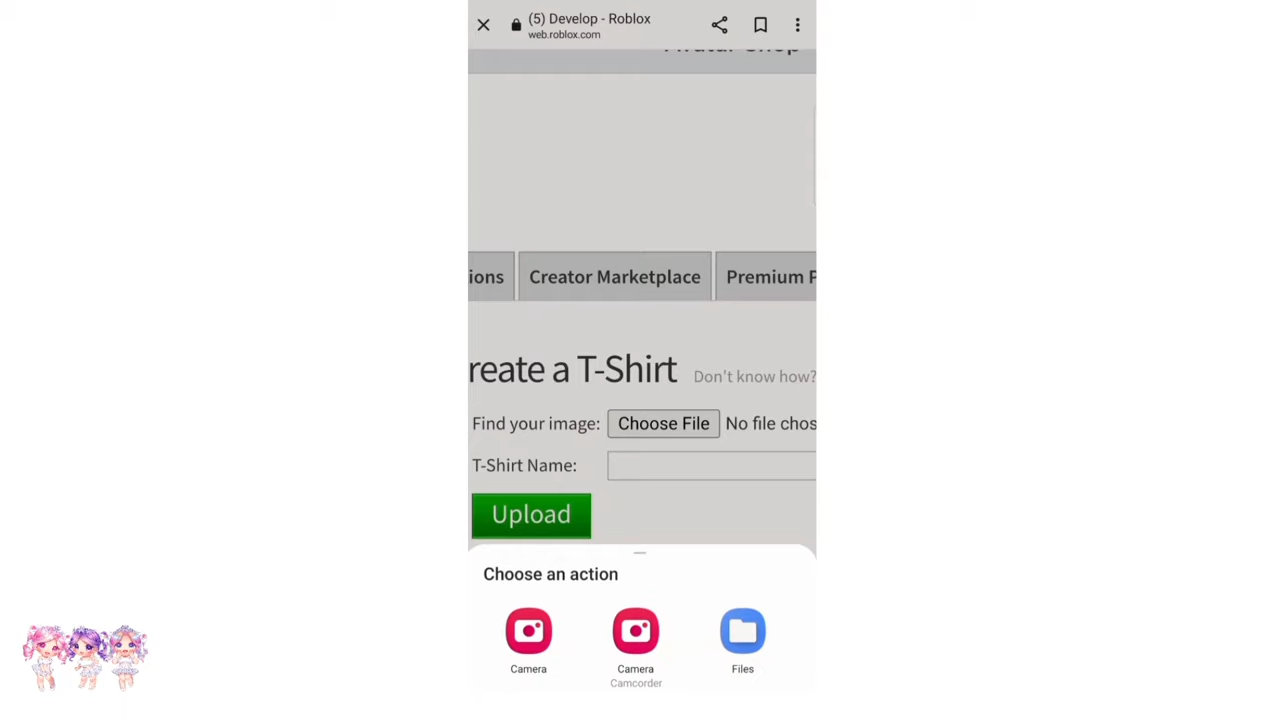 (5) Develop - Roblox
web.roblox.com
Avatar Shop
ions
Creator Marketplace
Premium P
reate a T-Shirt
Don't know how?
Find your image:
Choose File
No file chos
T-Shirt Name:
Upload
Choose an action
Camera
Camera
Files
Camcorder